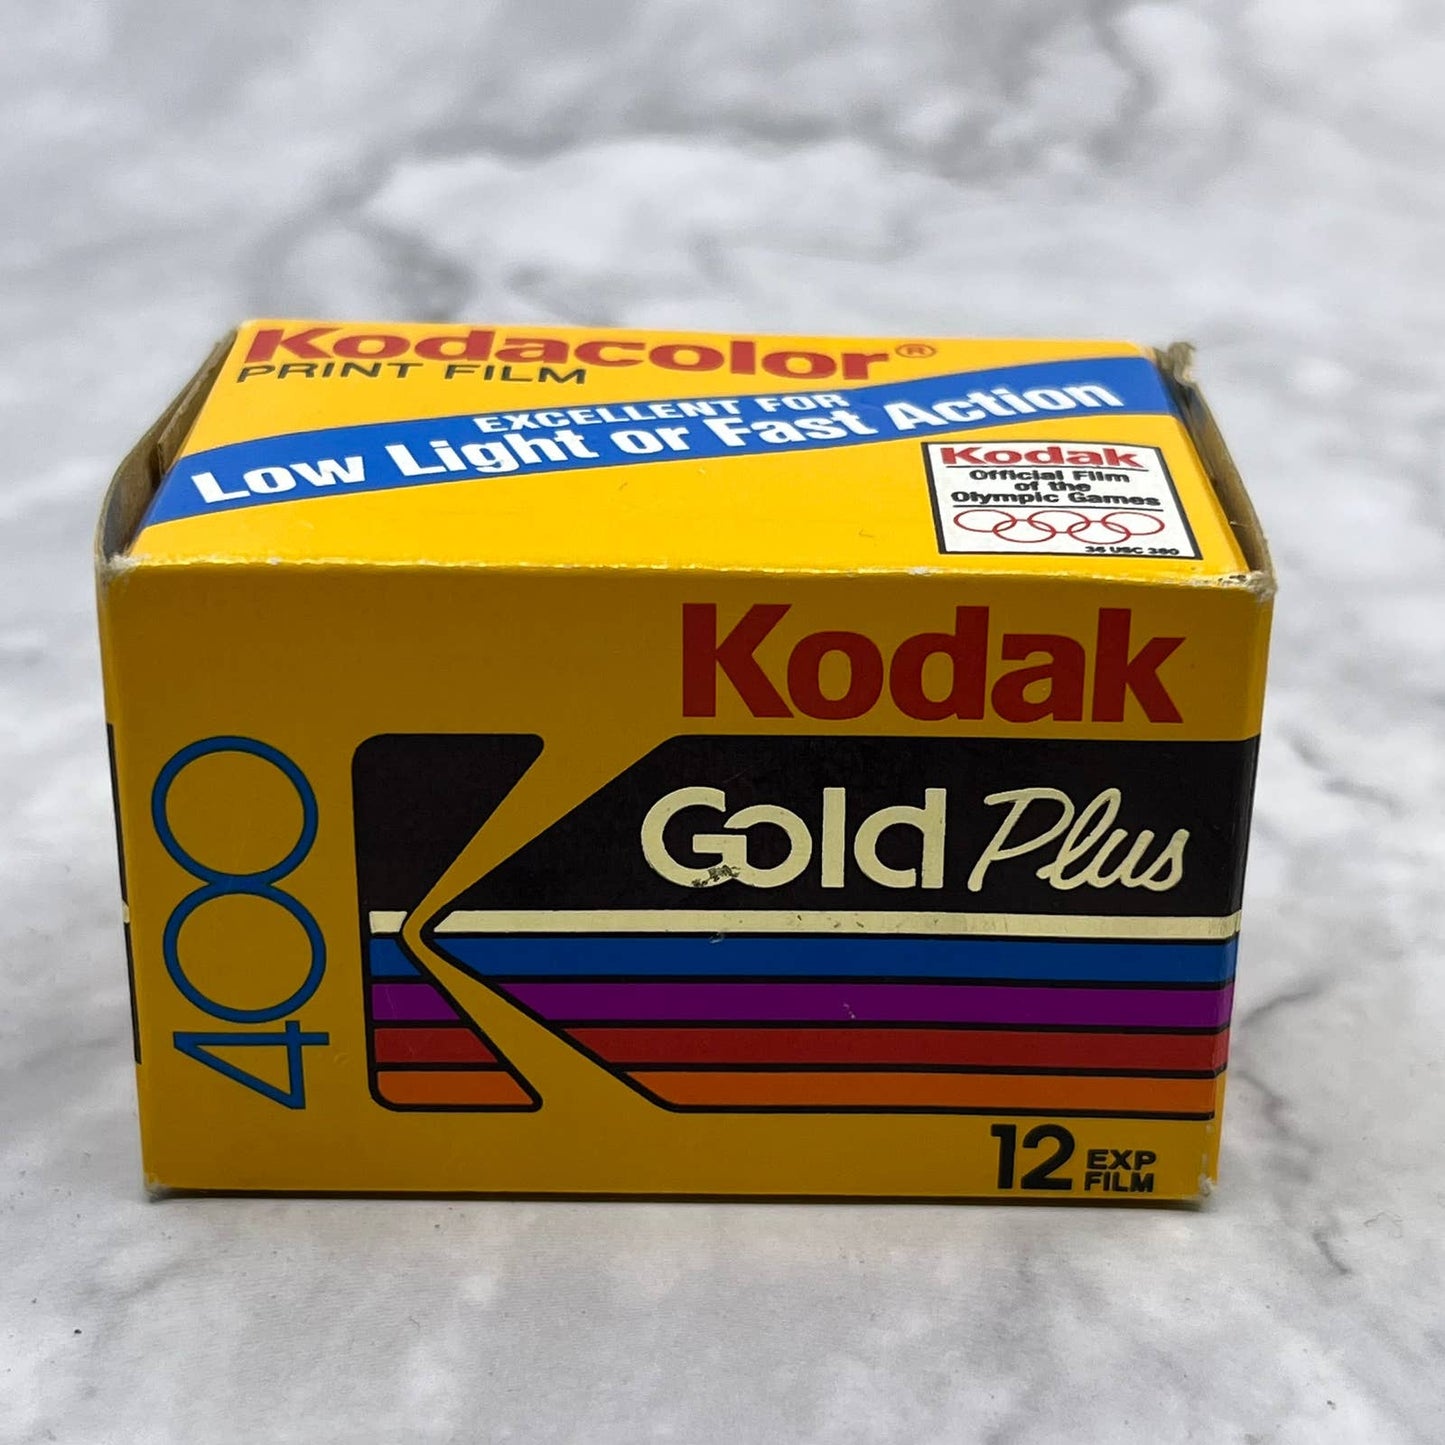 Kodacolor®
PRINT FILM
EXCELLENT FOR
Low Light or Fast Action
Kodak
Official Film
of the
Olympic Games
36 USC 380
Kodak
Gold Plus
400
12 EXP
FILM